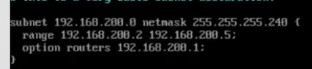 subnet 192.168.200.0 netmask 255.255.255.240 {
range 192.168.200.2 192.168.200.5;
option routers 192.168.200.1;
}